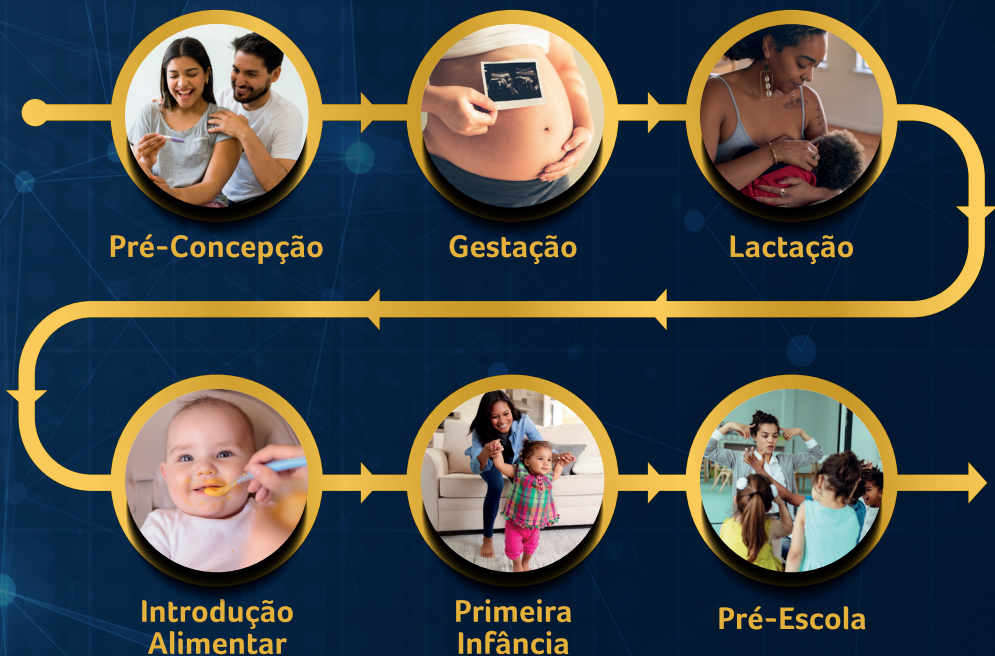 Pré-Concepção
Gestação
Lactação
Introdução
Alimentar
Primeira
Infância
Pré-Escola